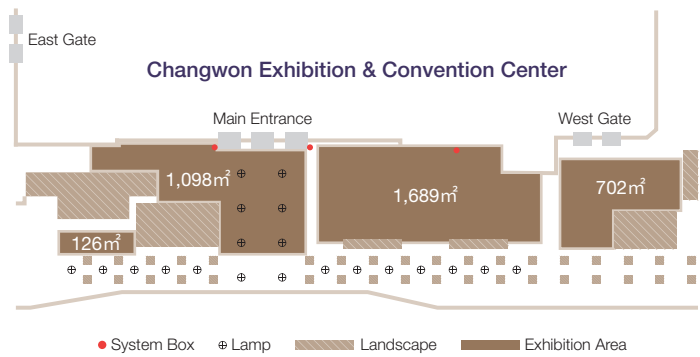 East Gate
Changwon Exhibition & Convention Center
Main Entrance
West Gate
1,098㎡
1,689㎡
702㎡
126㎡
System Box
Lamp
Landscape
Exhibition Area